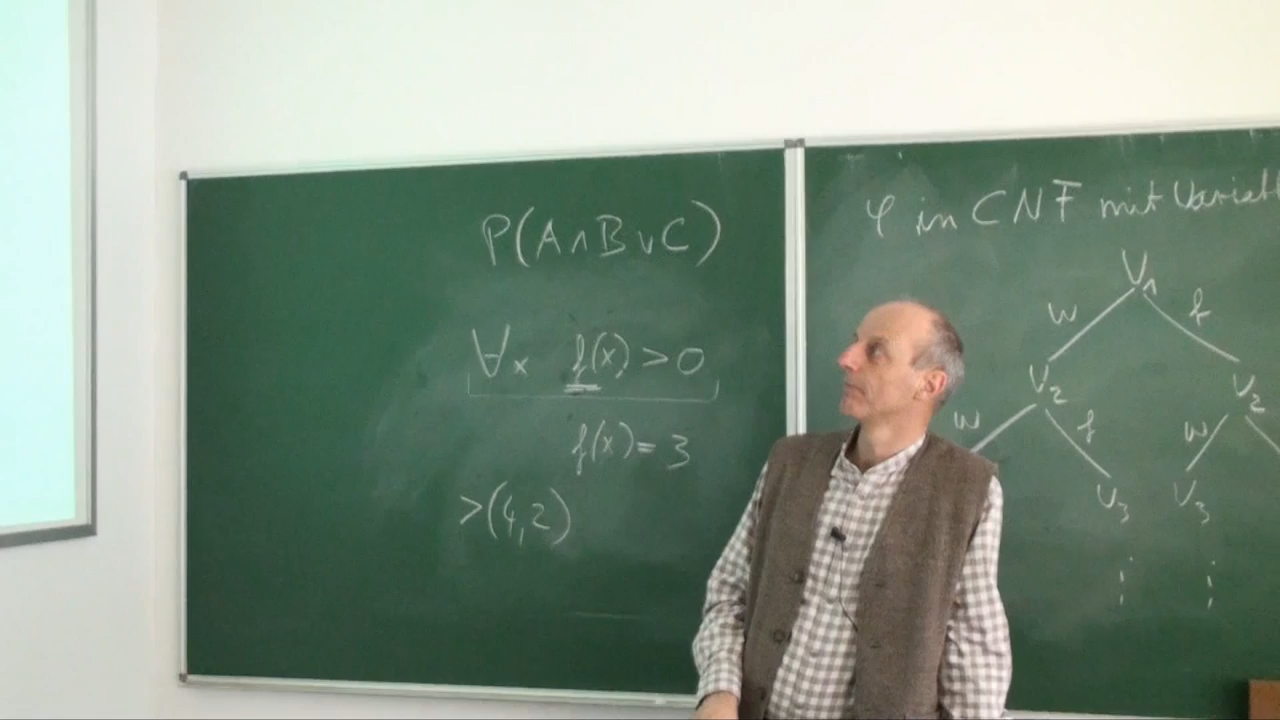 P(A∧B∨C)
∀x f(x) > 0
f(x) = 3
>(4,2)
φ in CNF mit
V₁
w f
V₂ V₂
w f w
V₃ V₃